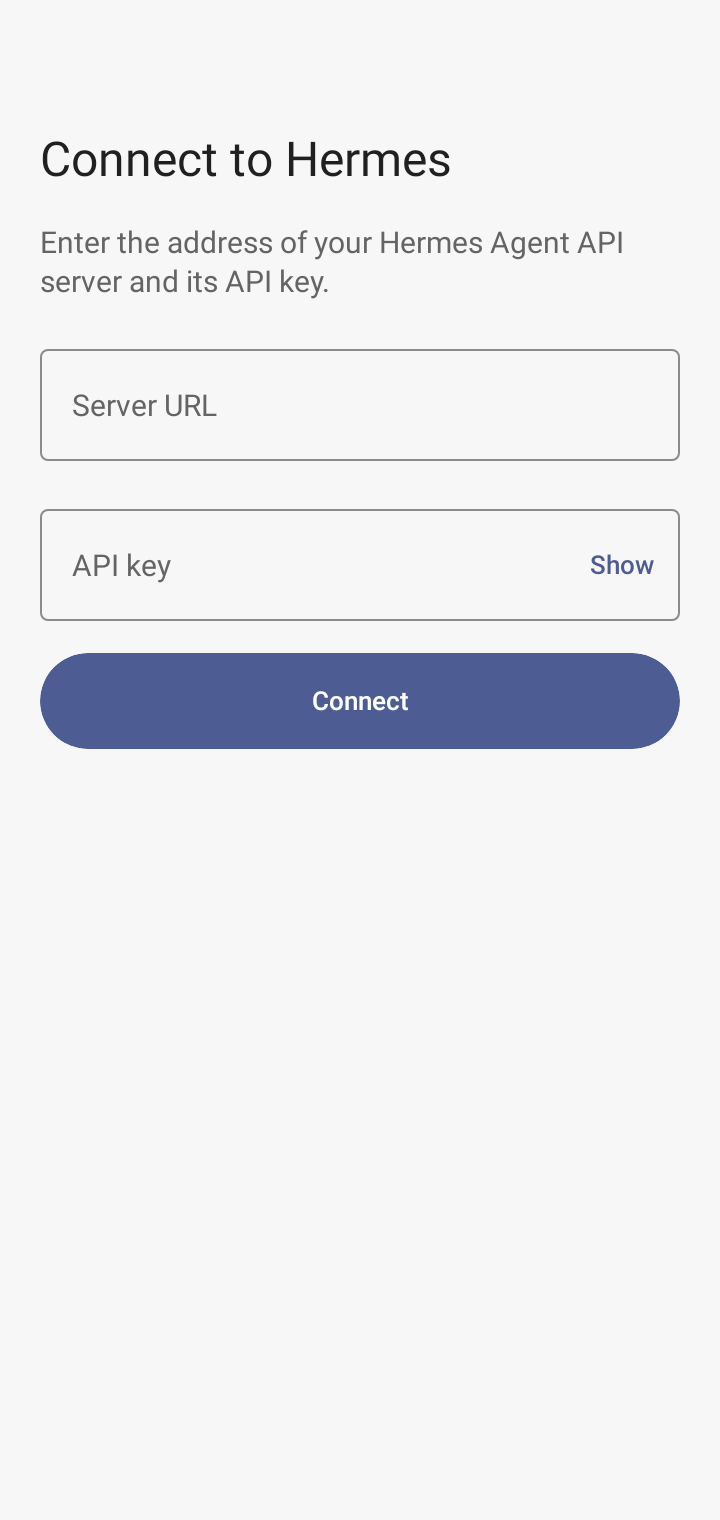 Connect to Hermes
Enter the address of your Hermes Agent API
server and its API key.
Server URL
API key
Show
Connect